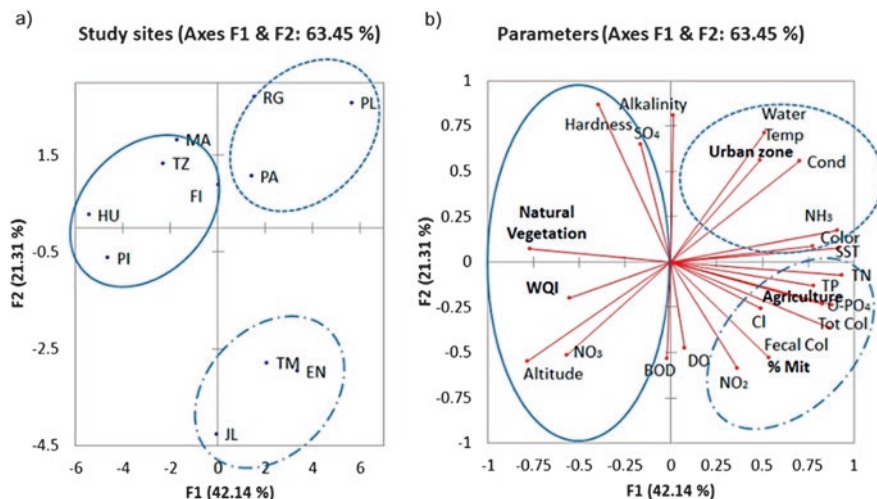 a)
Study sites (Axes F1 & F2: 63.45 %)
RG
PL
MA
1.5
TZ
PA
FI
HU
PI
-0.5
F2 (21.31 %)
-2.5
TM
EN
JL
-4.5
-6 -4 -2 0 2 4 6
F1 (42.14 %)
b)
Parameters (Axes F1 & F2: 63.45 %)
1
Alkalinity
Water
Hardness
Temp
0.75
SO₄
Urban zone
Cond
0.5
0.25
NH₃
Natural
Color
Vegetation
SST
0
TN
TP
WQI
Agriculture
O-PO₄
-0.25
Cl
Tot Col
NO₃
Fecal Col
-0.5
Altitude
BOD
DO
NO₂
% Mit
-0.75
-1
F2 (21.31 %)
-1 -0.75 -0.5 -0.25 0 0.25 0.5 0.75 1
F1 (42.14 %)